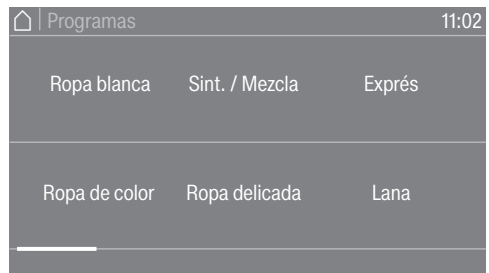 Programas 11:02
Ropa blanca Sint. / Mezcla Exprés
Ropa de color Ropa delicada Lana